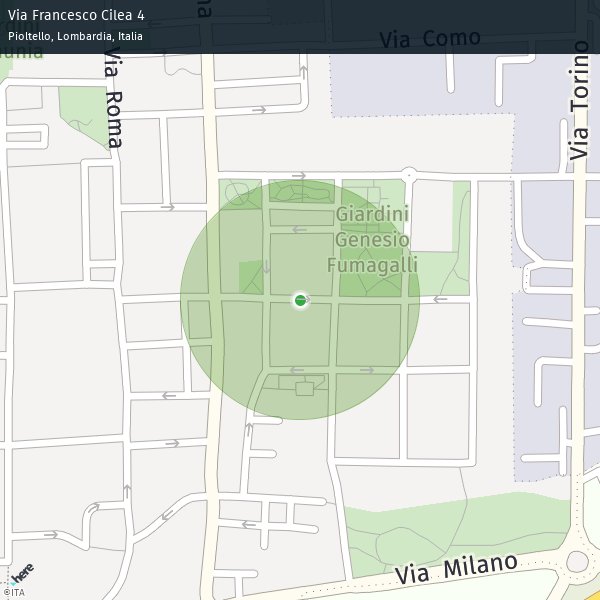 Via Francesco Cilea 4
Pioltello, Lombardia, Italia
Via Como
Via Roma
Via Torino
Giardini
Genesio
Fumagalli
Via Milano
here
©ITA